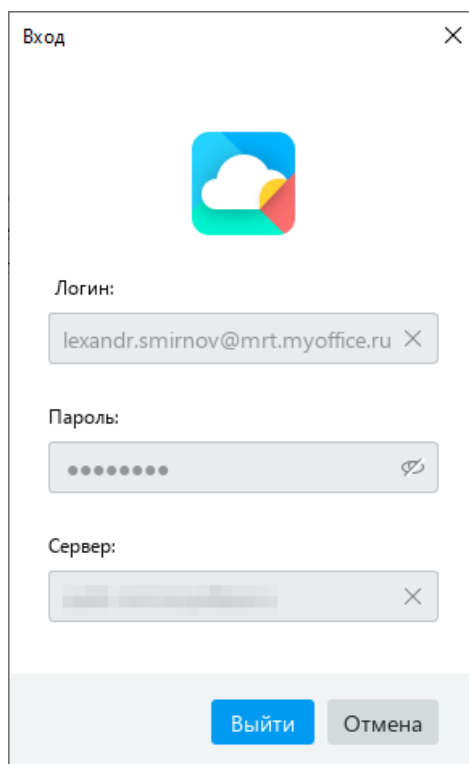 Вход
Логин:
lexandr.smirnov@mrt.myoffice.ru
Пароль:
●●●●●●●●
Сервер:
Выйти
Отмена